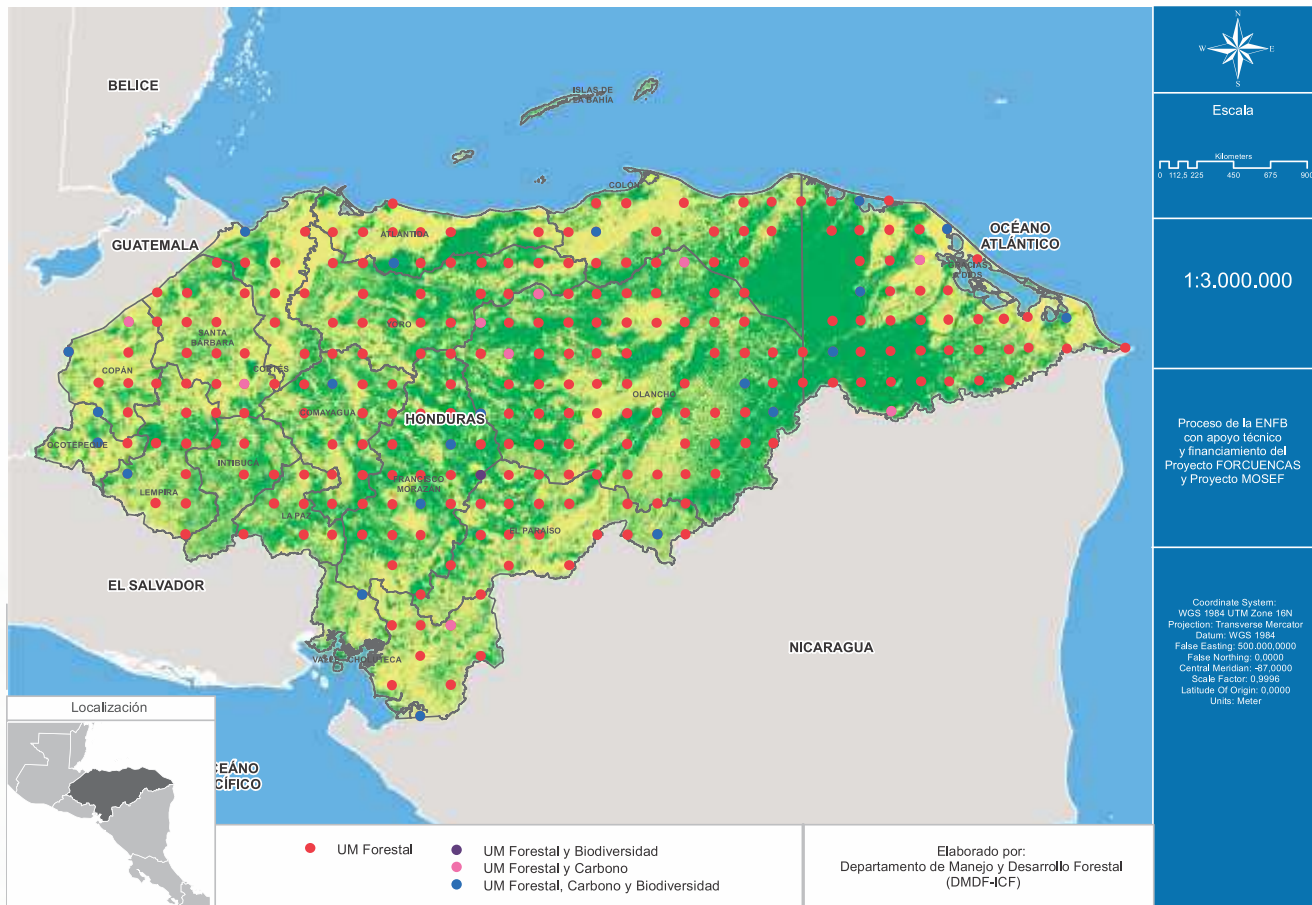 N
W
E
S
BELICE
ISLAS DE
LA BAHÍA
Escala
Kilometers
0 112,5 225 450 675 900
COLÓN
GUATEMALA
ATLÁNTIDA
OCÉANO
ATLÁNTICO
GRACIAS
A DIOS
1:3.000.000
YORO
SANTA
BÁRBARA
COPÁN
CORTÉS
OLANCHO
COMAYAGUA
HONDURAS
OCOTEPEQUE
INTIBUCÁ
FRANCISCO
MORAZÁN
LEMPIRA
LA PAZ
EL PARAÍSO
Proceso de la ENFB
con apoyo técnico
y financiamiento del
Proyecto FORCUENCAS
y Proyecto MOSEF
EL SALVADOR
NICARAGUA
VALLE
CHOLUTECA
Coordinate System:
WGS 1984 UTM Zone 16N
Projection: Transverse Mercator
Datum: WGS 1984
False Easting: 500.000,0000
False Northing: 0,0000
Central Meridian: -87,0000
Scale Factor: 0,9996
Latitude Of Origin: 0,0000
Units: Meter
Localización
CEÁNO
CÍFICO
UM Forestal
UM Forestal y Biodiversidad
UM Forestal y Carbono
UM Forestal, Carbono y Biodiversidad
Elaborado por:
Departamento de Manejo y Desarrollo Forestal
(DMDF-ICF)